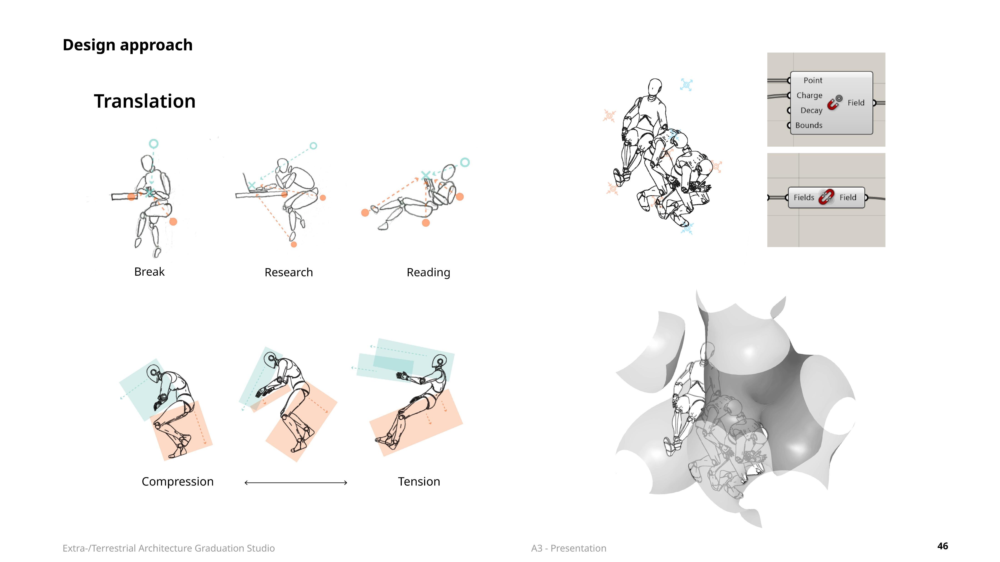 Design approach
Translation
Break
Research
Reading
Compression
Tension
Point
Charge
Decay
Bounds
Field
Fields
Field
Extra-/Terrestrial Architecture Graduation Studio
A3 - Presentation
46